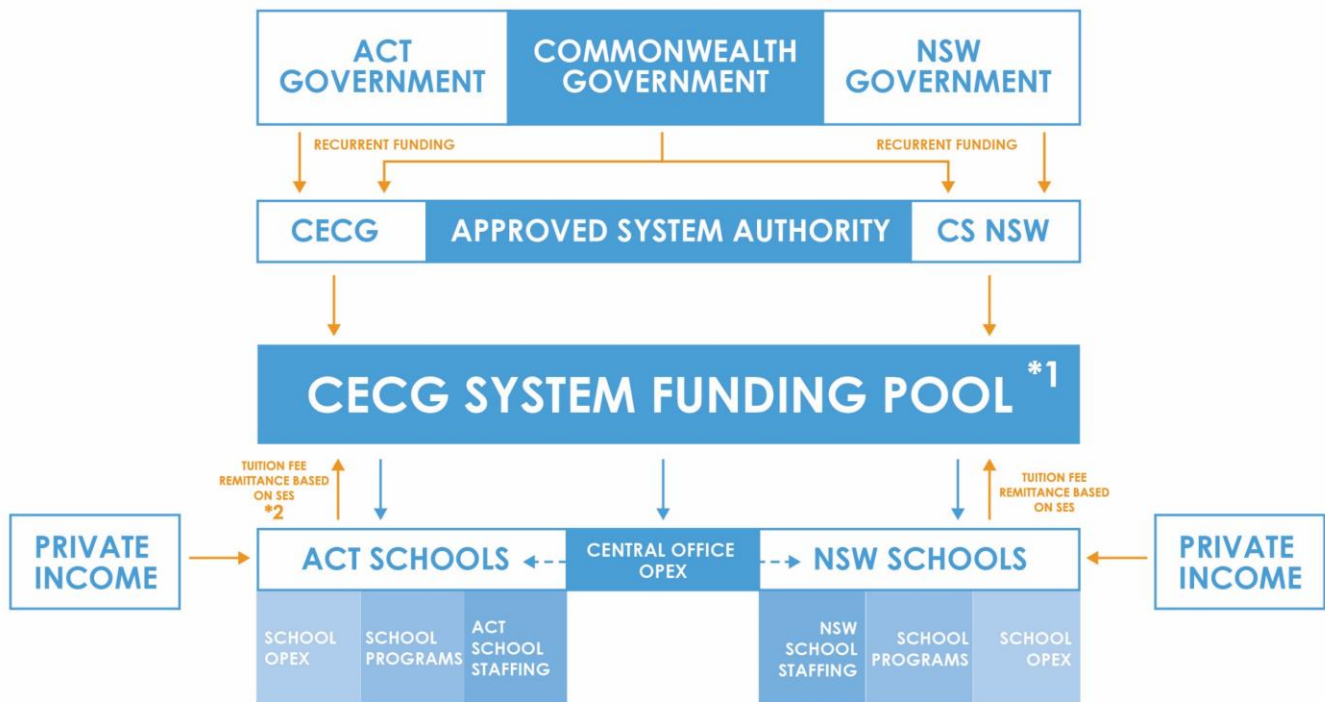 ACT
GOVERNMENT
COMMONWEALTH
GOVERNMENT
NSW
GOVERNMENT
RECURRENT FUNDING
RECURRENT FUNDING
CECG
APPROVED SYSTEM AUTHORITY
CS NSW
CECG SYSTEM FUNDING POOL *1
TUITION FEE
REMITTANCE BASED
ON SES
*2
TUITION FEE
REMITTANCE BASED
ON SES
PRIVATE
INCOME
ACT SCHOOLS
CENTRAL OFFICE
OPEX
NSW SCHOOLS
PRIVATE
INCOME
SCHOOL
OPEX
SCHOOL
PROGRAMS
ACT
SCHOOL
STAFFING
NSW
SCHOOL
STAFFING
SCHOOL
PROGRAMS
SCHOOL
OPEX